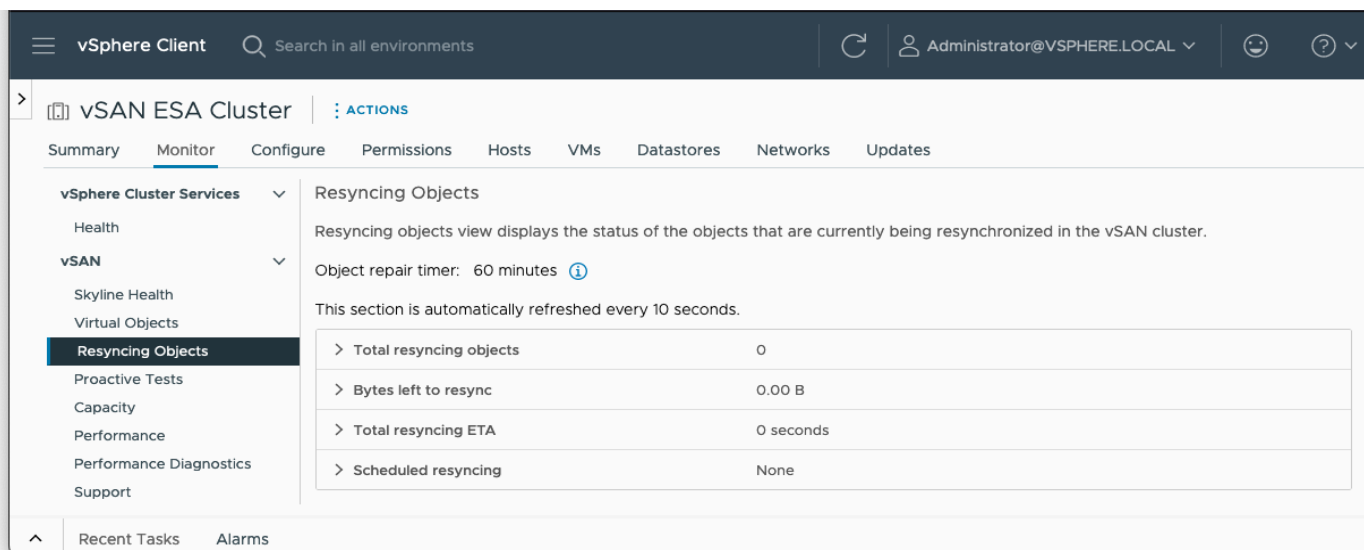 vSphere Client
Search in all environments
Administrator@VSPHERE.LOCAL
vSAN ESA Cluster
ACTIONS
Summary Monitor Configure Permissions Hosts VMs Datastores Networks Updates
vSphere Cluster Services
Health
vSAN
Skyline Health
Virtual Objects
Resyncing Objects
Proactive Tests
Capacity
Performance
Performance Diagnostics
Support
Resyncing Objects
Resyncing objects view displays the status of the objects that are currently being resynchronized in the vSAN cluster.
Object repair timer: 60 minutes
This section is automatically refreshed every 10 seconds.
Total resyncing objects 0
Bytes left to resync 0.00 B
Total resyncing ETA 0 seconds
Scheduled resyncing None
Recent Tasks Alarms